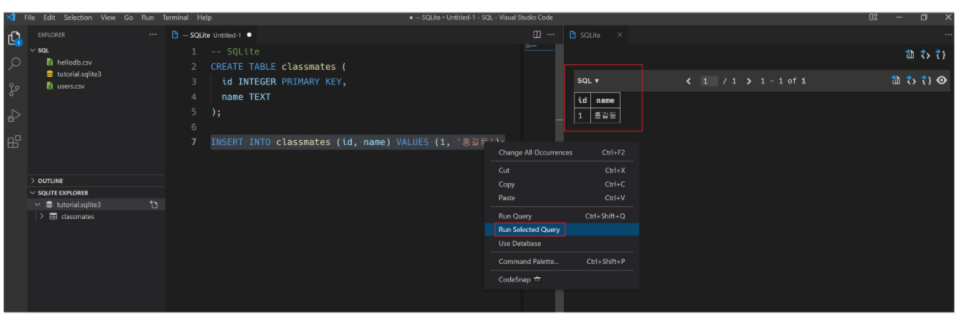 File Edit Selection View Go Run Terminal Help
● -- SQLite • Untitled-1 - SQL - Visual Studio Code
EXPLORER
SQL
hellodb.csv
tutorial.sqlite3
users.csv
OUTLINE
SQLITE EXPLORER
tutorial.sqlite3
classmates
-- SQLite Untitled-1 ●
1 -- SQLite
2 CREATE TABLE classmates (
3 id INTEGER PRIMARY KEY,
4 name TEXT
5 );
6
7 INSERT INTO classmates (id, name) VALUES (1, '홍길동');
Change All Occurrences Ctrl+F2
Cut Ctrl+X
Copy Ctrl+C
Paste Ctrl+V
Run Query Ctrl+Shift+Q
Run Selected Query
Use Database
Command Palette... Ctrl+Shift+P
CodeSnap
SQLite ×
SQL ▼ < 1 / 1 > 1 - 1 of 1
id name
1 홍길동